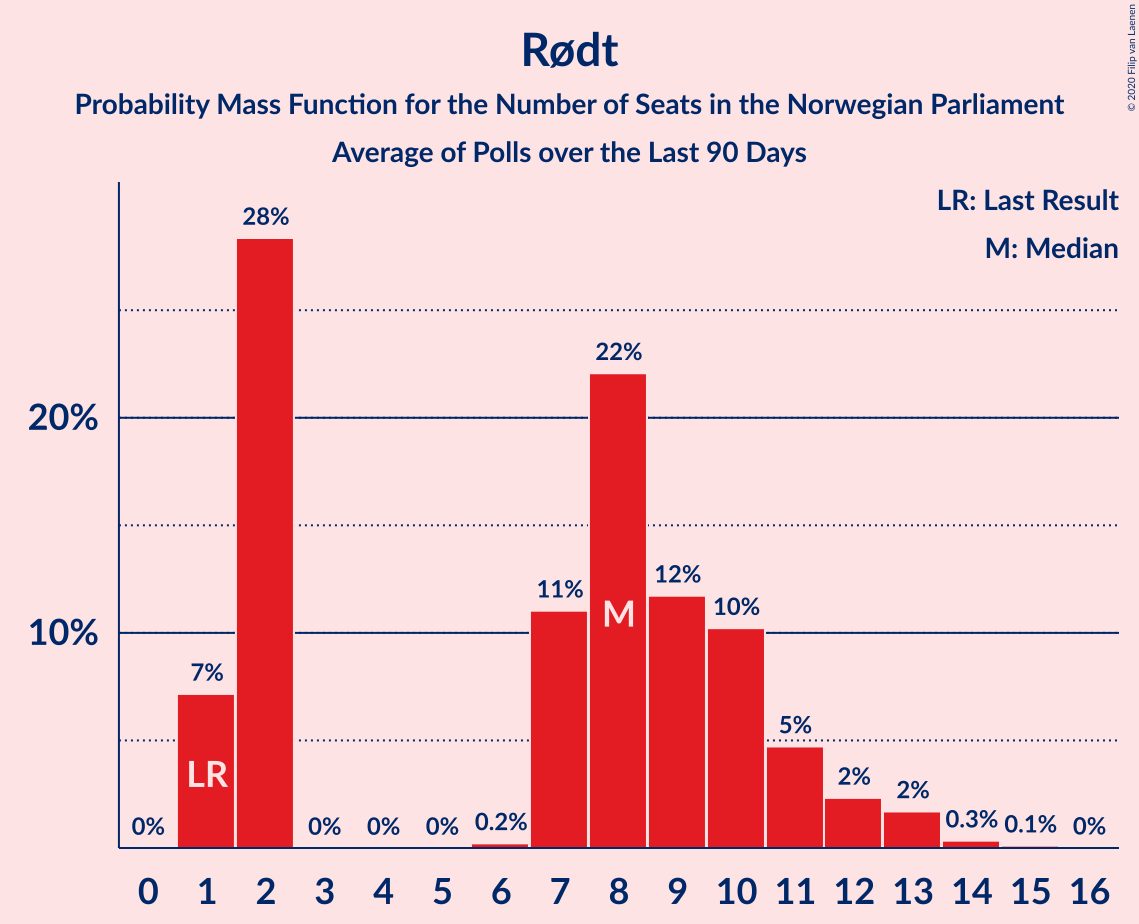 Rødt
Probability Mass Function for the Number of Seats in the Norwegian Parliament
Average of Polls over the Last 90 Days
© 2020 Filip van Laenen
LR: Last Result
M: Median
28%
22%
20%
12%
11%
10%
M
10%
7%
5%
LR
2%
2%
0%
0%
0%
0%
0.2%
0.3%
0.1%
0%
0 1 2 3 4 5 6 7 8 9 10 11 12 13 14 15 16